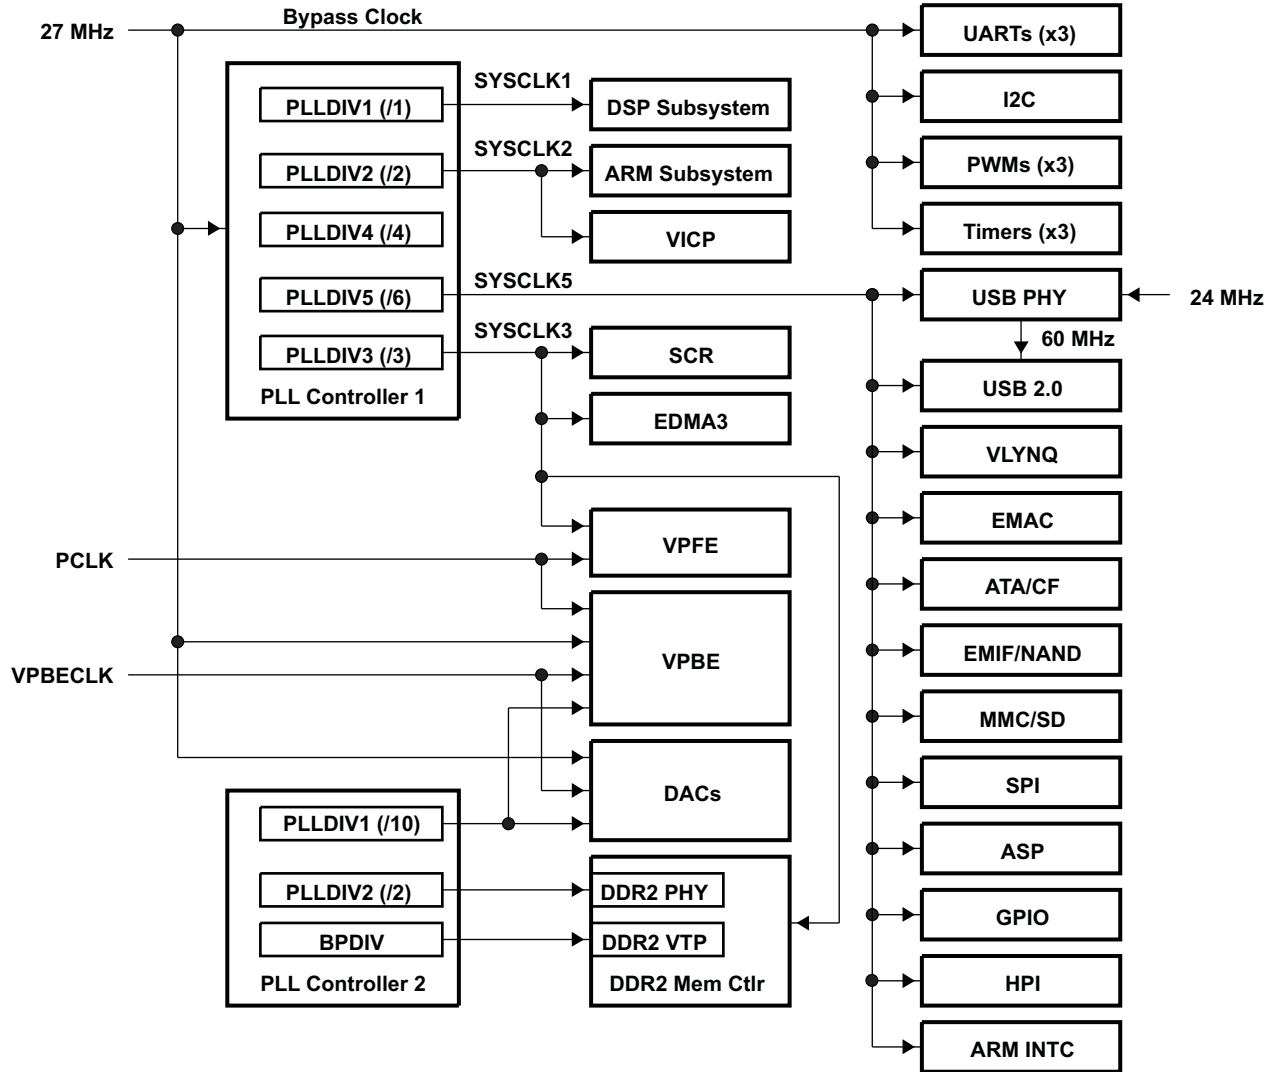 Bypass Clock
27 MHz
UARTs (x3)
I2C
PWMs (x3)
Timers (x3)
SYSCLK1
PLLDIV1 (/1)
DSP Subsystem
SYSCLK2
PLLDIV2 (/2)
ARM Subsystem
PLLDIV4 (/4)
VICP
SYSCLK5
PLLDIV5 (/6)
USB PHY
24 MHz
60 MHz
SYSCLK3
PLLDIV3 (/3)
SCR
PLL Controller 1
USB 2.0
EDMA3
VLYNQ
EMAC
VPFE
PCLK
ATA/CF
EMIF/NAND
VPBE
VPBECLK
MMC/SD
SPI
DACs
PLLDIV1 (/10)
ASP
PLLDIV2 (/2)
DDR2 PHY
GPIO
BPDIV
DDR2 VTP
PLL Controller 2
DDR2 Mem Ctlr
HPI
ARM INTC